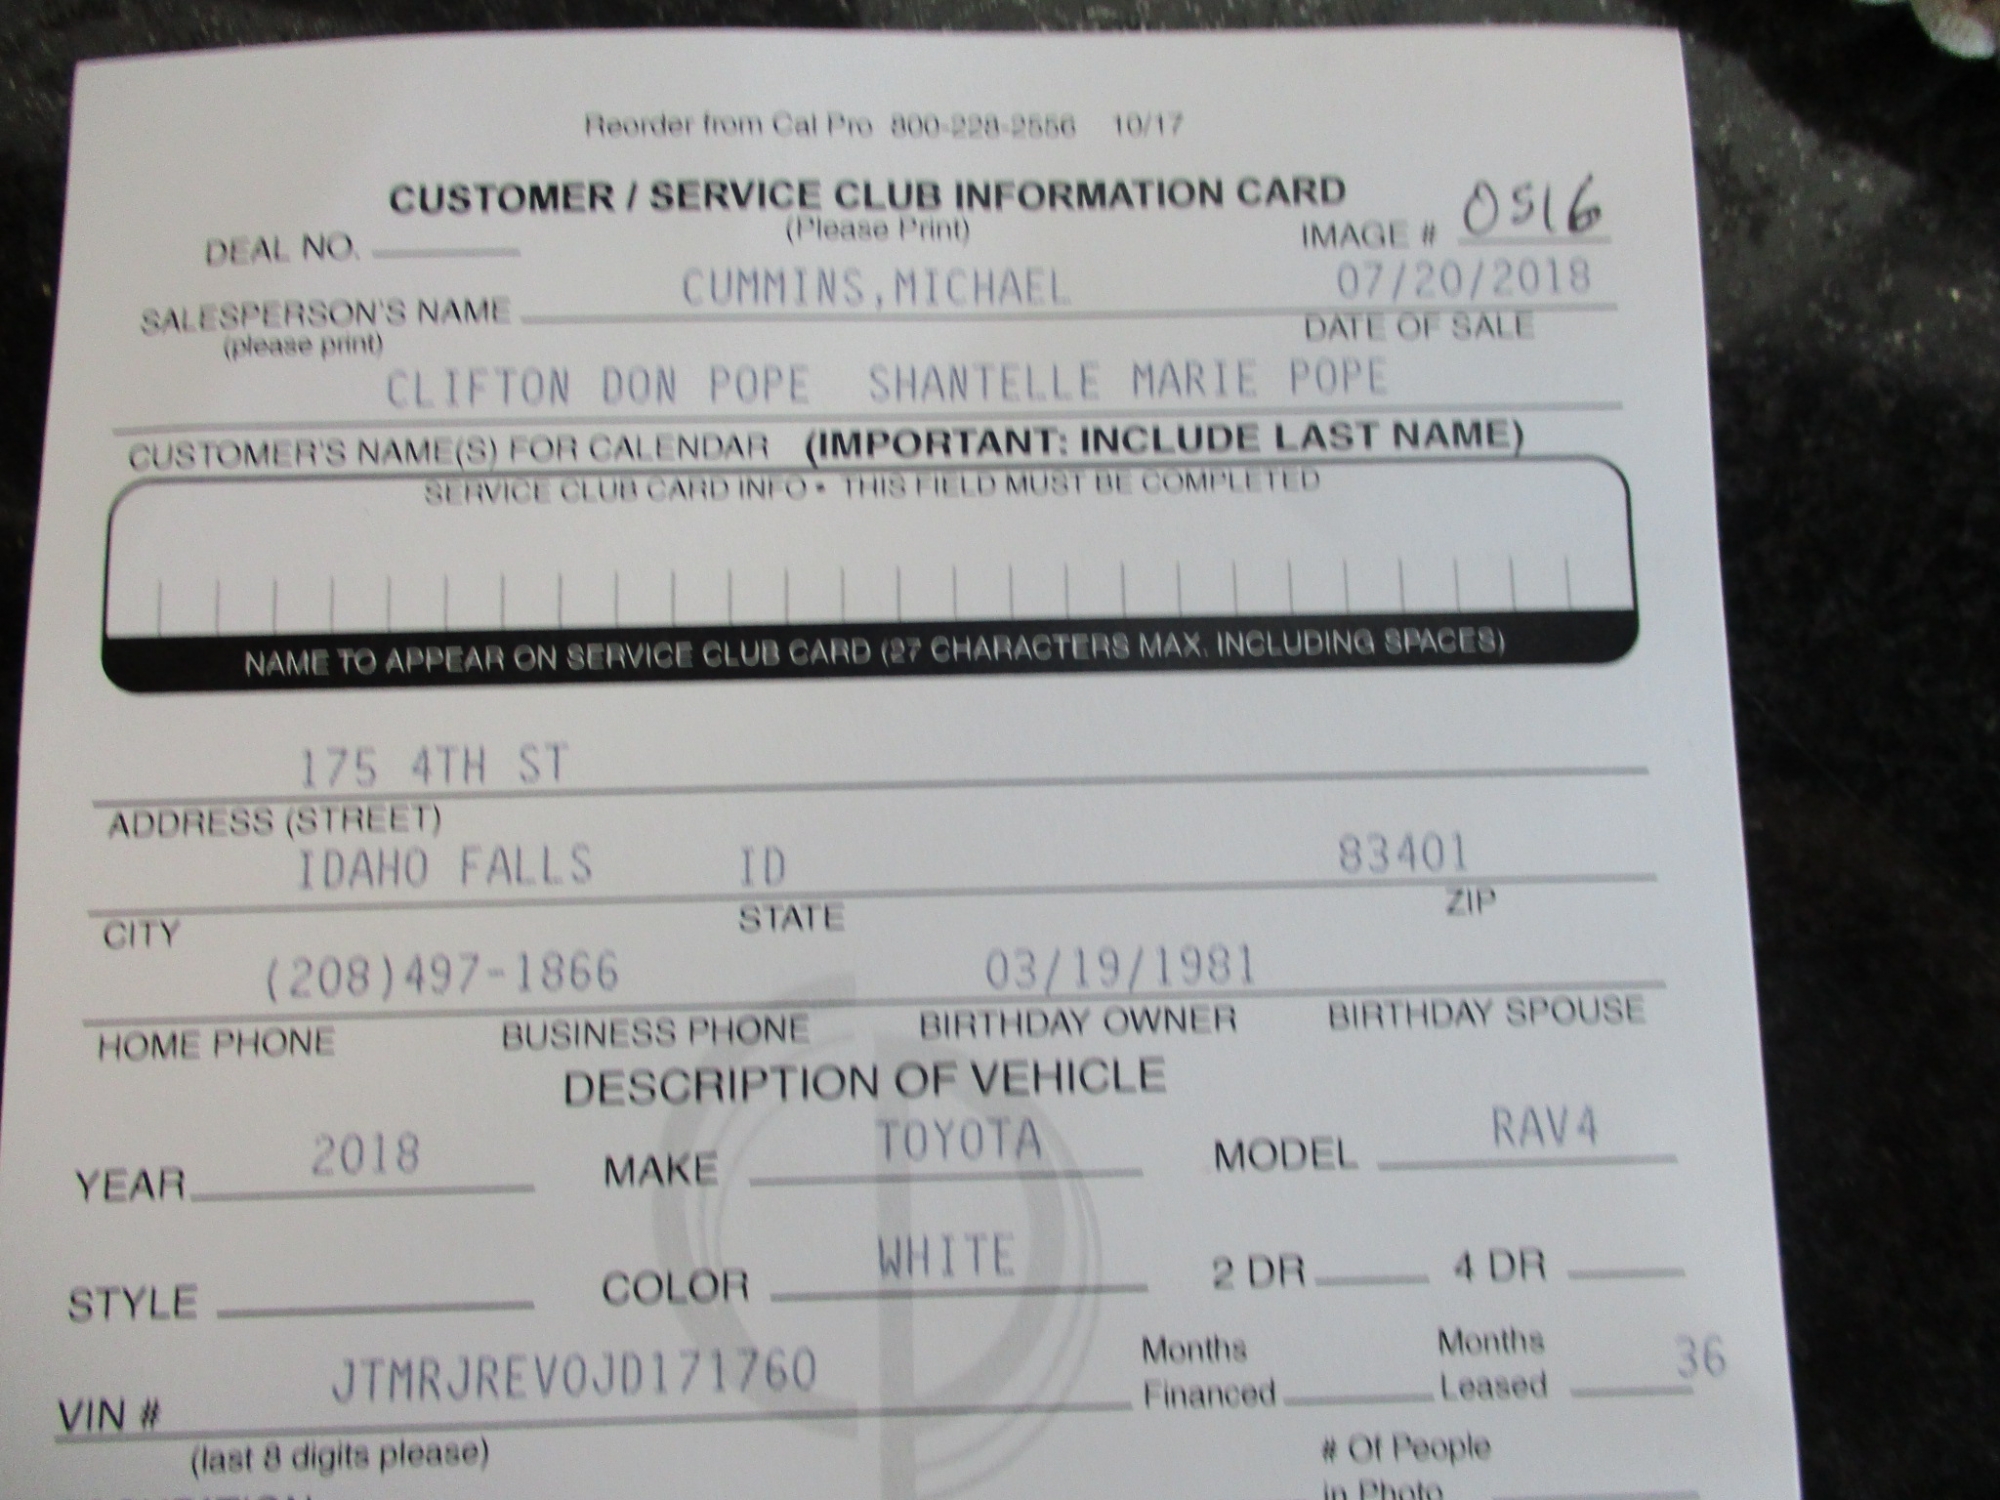 Reorder from Cal Pro 800-228-2556 10/17
CUSTOMER / SERVICE CLUB INFORMATION CARD
(Please Print)
DEAL NO.
IMAGE # 0516
CUMMINS,MICHAEL 07/20/2018
SALESPERSON'S NAME
(please print)
DATE OF SALE
CLIFTON DON POPE SHANTELLE MARIE POPE
CUSTOMER'S NAME(S) FOR CALENDAR (IMPORTANT: INCLUDE LAST NAME)
SERVICE CLUB CARD INFO • THIS FIELD MUST BE COMPLETED
NAME TO APPEAR ON SERVICE CLUB CARD (27 CHARACTERS MAX. INCLUDING SPACES)
175 4TH ST
ADDRESS (STREET)
IDAHO FALLS ID 83401
CITY STATE ZIP
(208)497-1866 03/19/1981
HOME PHONE BUSINESS PHONE BIRTHDAY OWNER BIRTHDAY SPOUSE
DESCRIPTION OF VEHICLE
YEAR 2018 MAKE TOYOTA MODEL RAV4
STYLE COLOR WHITE 2 DR 4 DR
VIN # JTMRJREV0JD171760 Months Financed Months Leased 36
(last 8 digits please)
# Of People
in Photo